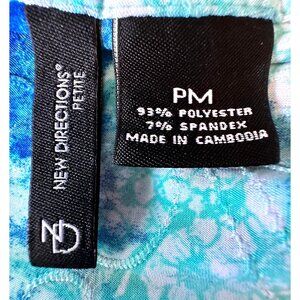 NEW DIRECTIONS®
PETITE
ND
PM
93% POLYESTER
7% SPANDEX
MADE IN CAMBODIA